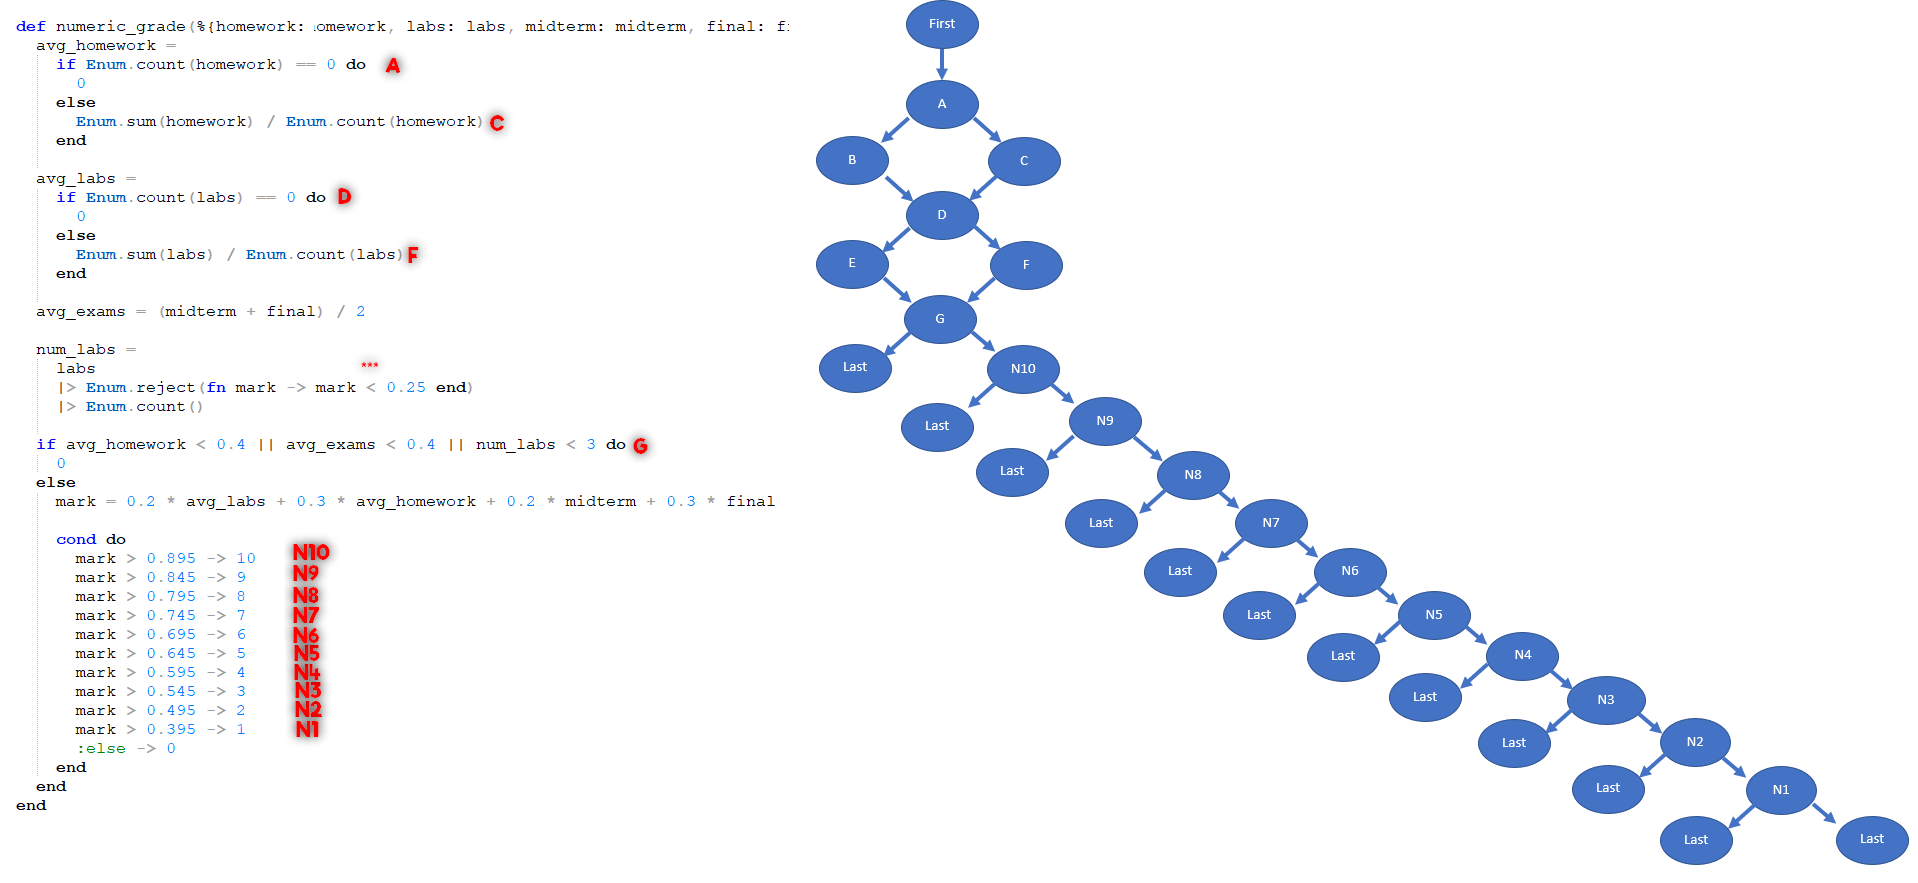 def numeric_grade(%{homework: homework, labs: labs, midterm: midterm, final: fi
avg_homework =
if Enum.count(homework) == 0 do A
0
else
Enum.sum(homework) / Enum.count(homework) C
end
avg_labs =
if Enum.count(labs) == 0 do D
0
else
Enum.sum(labs) / Enum.count(labs) F
end
avg_exams = (midterm + final) / 2
num_labs =
labs
***
|> Enum.reject(fn mark -> mark < 0.25 end)
|> Enum.count()
if avg_homework < 0.4 || avg_exams < 0.4 || num_labs < 3 do G
0
else
mark = 0.2 * avg_labs + 0.3 * avg_homework + 0.2 * midterm + 0.3 * final
cond do
mark > 0.895 -> 10 N10
mark > 0.845 -> 9 N9
mark > 0.795 -> 8 N8
mark > 0.745 -> 7 N7
mark > 0.695 -> 6 N6
mark > 0.645 -> 5 N5
mark > 0.595 -> 4 N4
mark > 0.545 -> 3 N3
mark > 0.495 -> 2 N2
mark > 0.395 -> 1 N1
:else -> 0
end
end
end
First
A
B
C
D
E
F
G
Last
N10
Last
N9
Last
N8
Last
N7
Last
N6
Last
N5
Last
N4
Last
N3
Last
N2
Last
N1
Last
Last